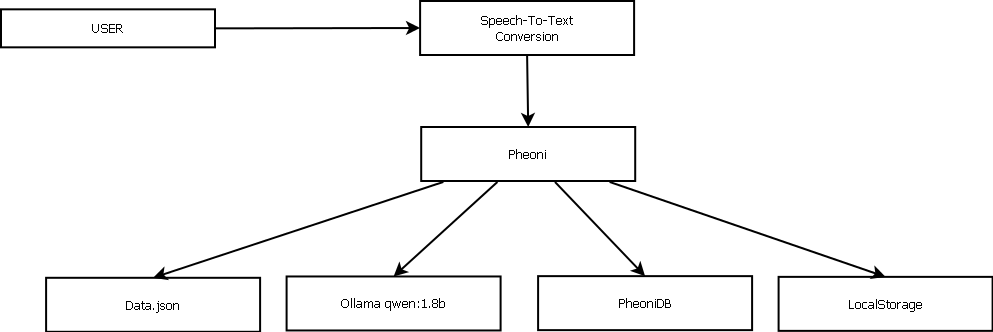 USER
Speech-To-Text
Conversion
Pheoni
Data.json
Ollama qwen:1.8b
PheoniDB
LocalStorage